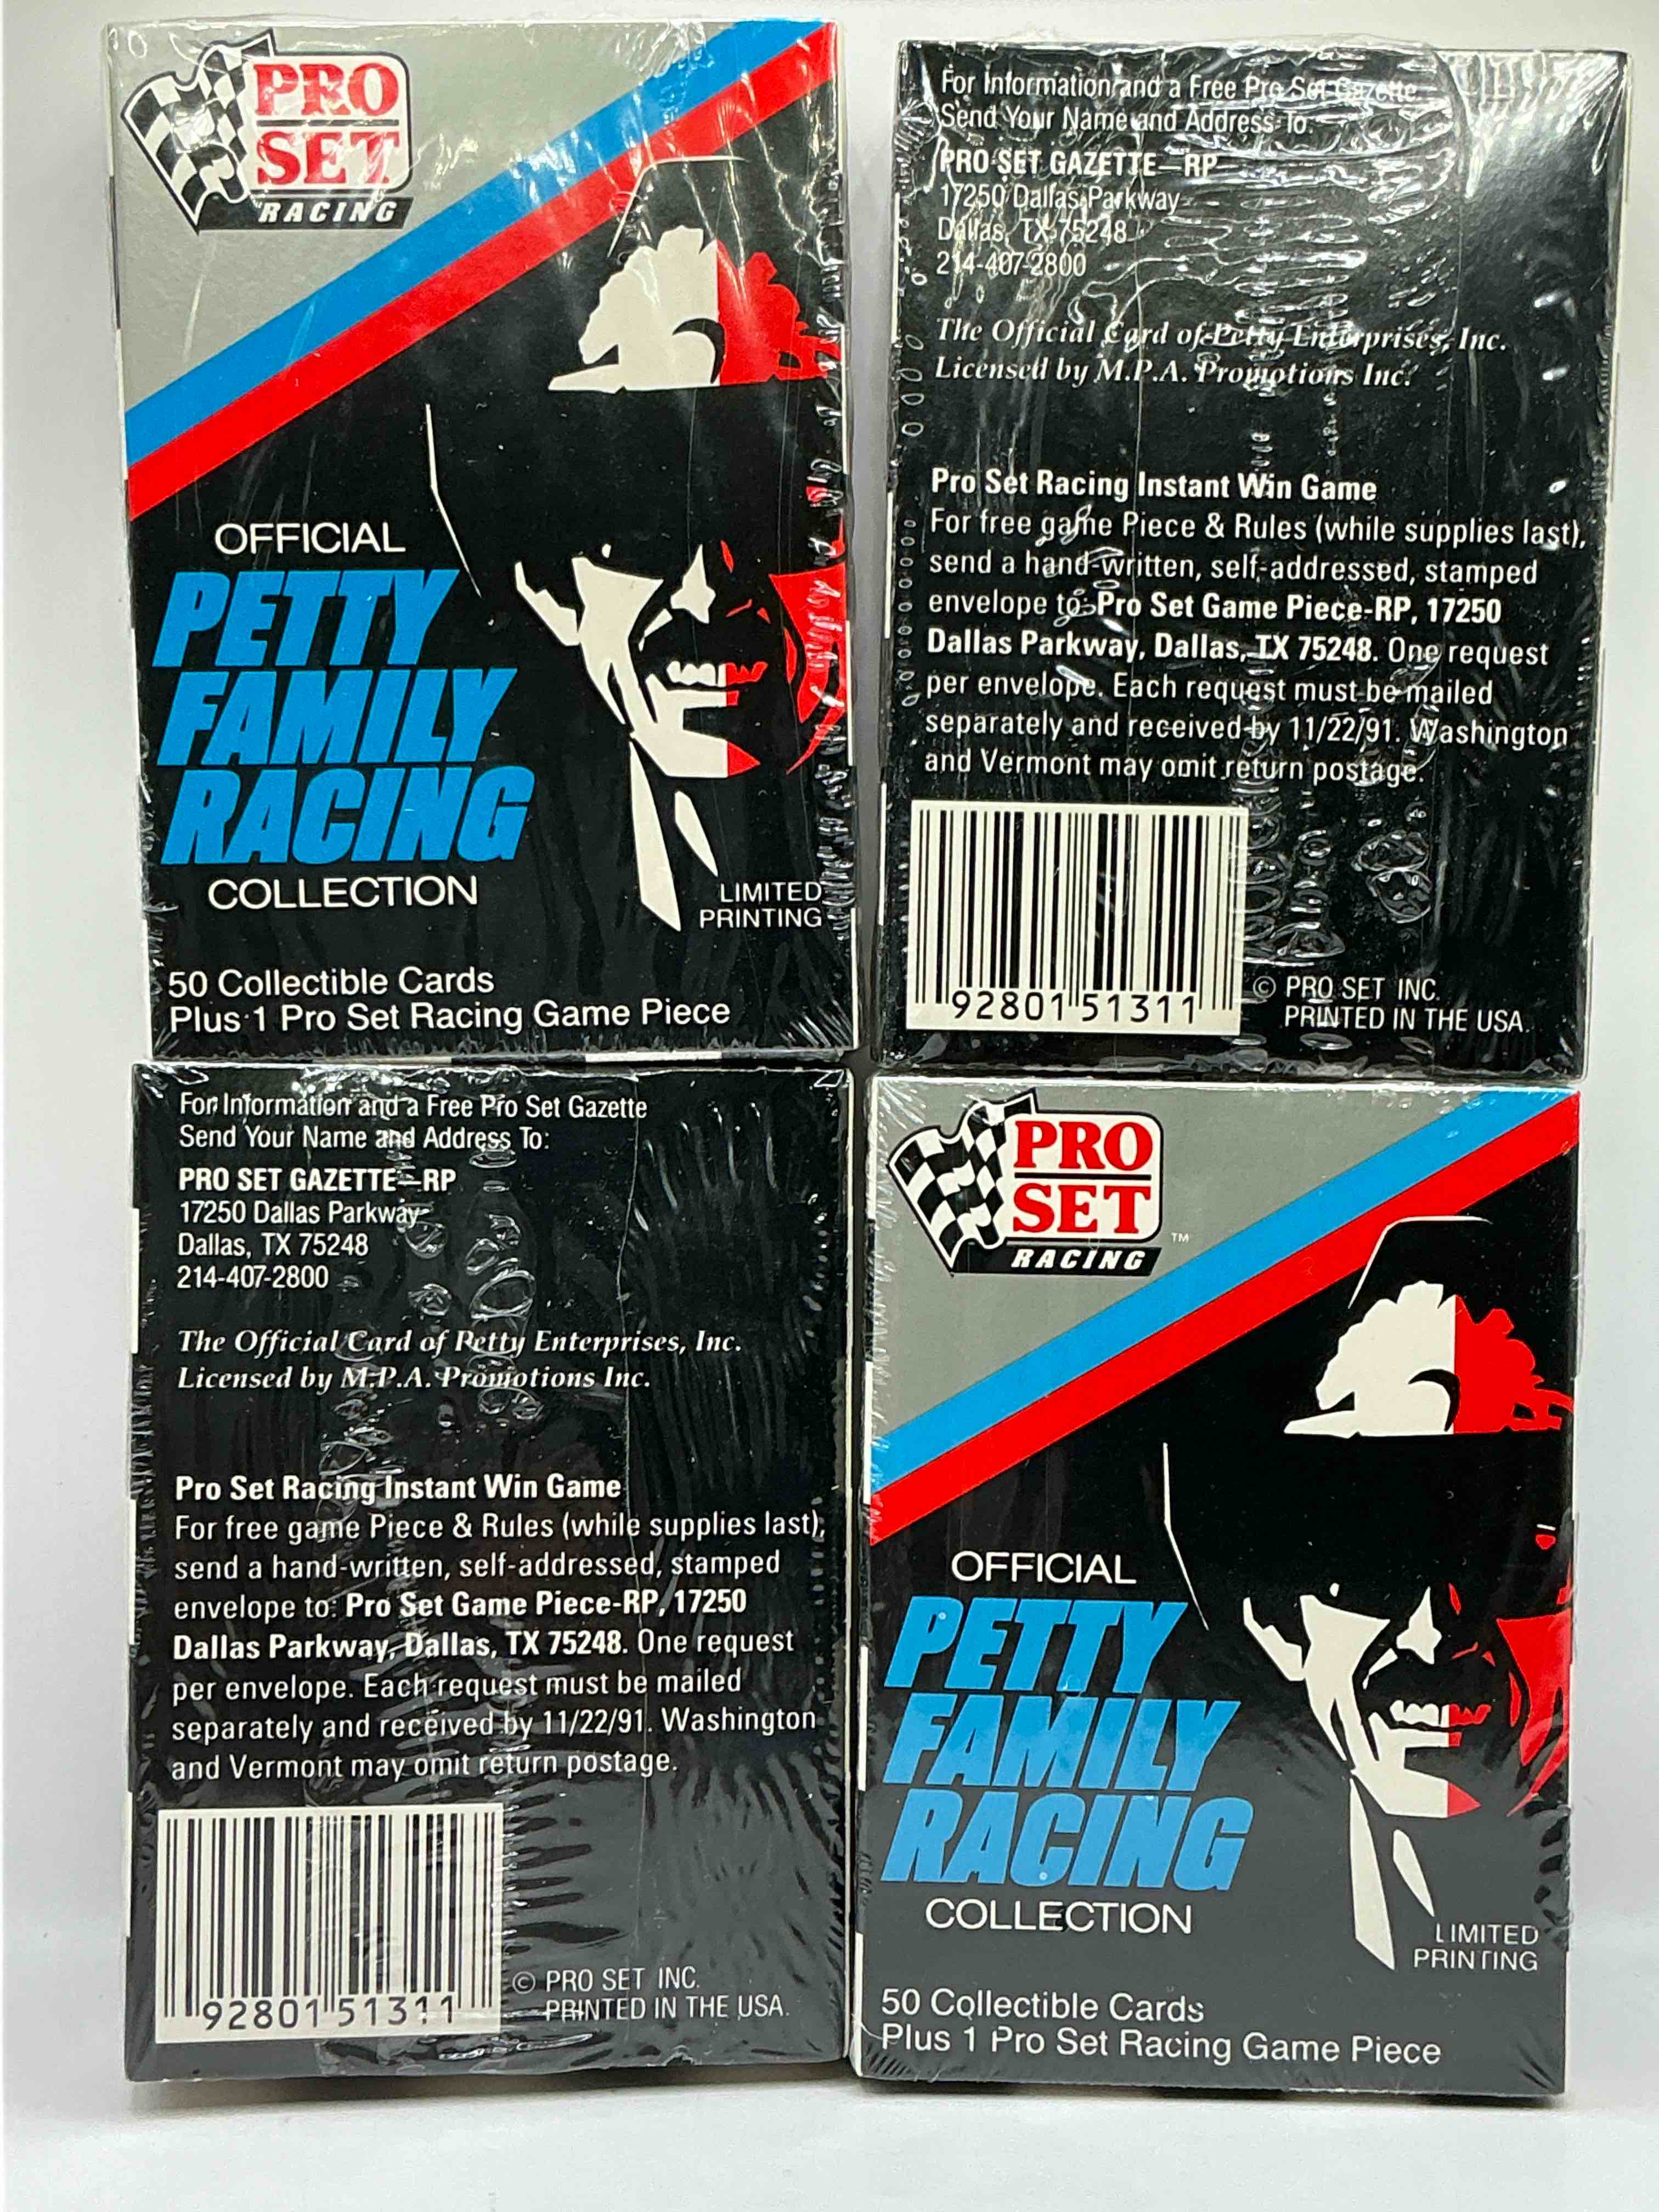 PRO
SET
RACING
OFFICIAL
PETTY
FAMILY
RACING
COLLECTION
LIMITED
PRINTING
50 Collectible Cards
Plus 1 Pro Set Racing Game Piece
For Information and a Free Pro Set Gazette
Send Your Name and Address To:
PRO SET GAZETTE—RP
17250 Dallas Parkway
Dallas, TX 75248
214-407-2800
The Official Card of Petty Enterprises, Inc.
Licensed by M.P.A. Promotions Inc.
Pro Set Racing Instant Win Game
For free game Piece & Rules (while supplies last),
send a hand-written, self-addressed, stamped
envelope to: Pro Set Game Piece-RP, 17250
Dallas Parkway, Dallas, TX 75248. One request
per envelope. Each request must be mailed
separately and received by 11/22/91. Washington
and Vermont may omit return postage.
92801 51311
© PRO SET INC.
PRINTED IN THE USA.
For Information and a Free Pro Set Gazette
Send Your Name and Address To:
PRO SET GAZETTE—RP
17250 Dallas Parkway
Dallas, TX 75248
214-407-2800
The Official Card of Petty Enterprises, Inc.
Licensed by M.P.A. Promotions Inc.
Pro Set Racing Instant Win Game
For free game Piece & Rules (while supplies last),
send a hand-written, self-addressed, stamped
envelope to: Pro Set Game Piece-RP, 17250
Dallas Parkway, Dallas, TX 75248. One request
per envelope. Each request must be mailed
separately and received by 11/22/91. Washington
and Vermont may omit return postage.
92801 51311
© PRO SET INC.
PRINTED IN THE USA.
PRO
SET
RACING
TM
OFFICIAL
PETTY
FAMILY
RACING
COLLECTION
LIMITED
PRINTING
50 Collectible Cards
Plus 1 Pro Set Racing Game Piece